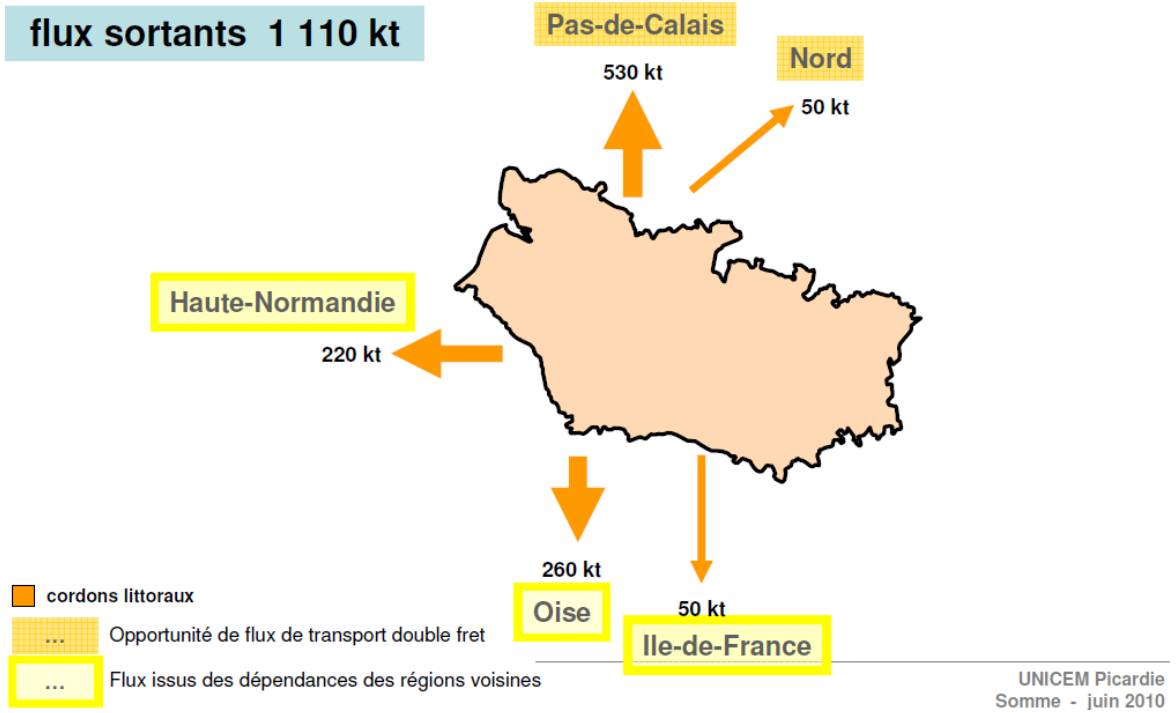 flux sortants 1 110 kt
Pas-de-Calais
530 kt
Nord
50 kt
Haute-Normandie
220 kt
260 kt
Oise
50 kt
Ile-de-France
cordons littoraux
... Opportunité de flux de transport double fret
... Flux issus des dépendances des régions voisines
UNICEM Picardie
Somme - juin 2010